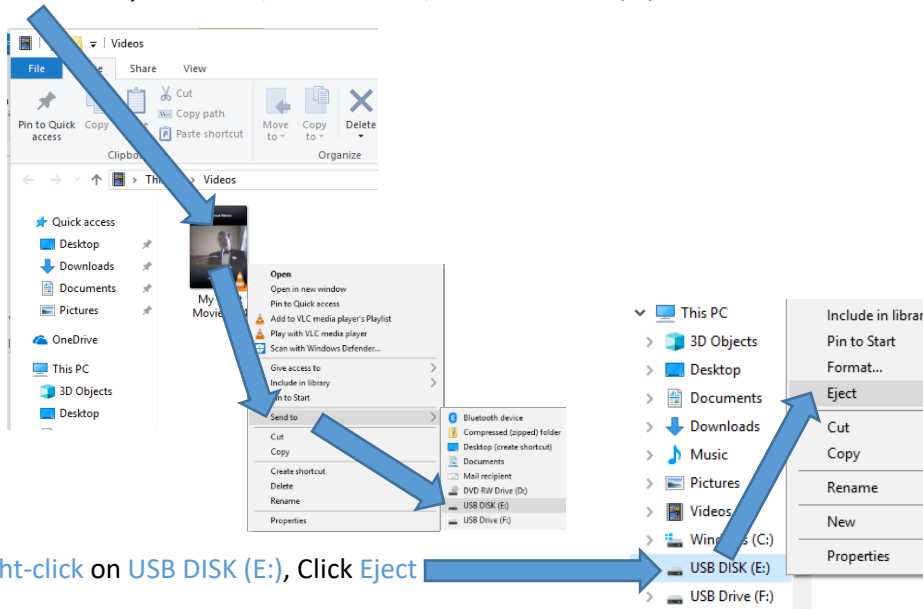 Videos
File
Share
View
Pin to Quick access
Copy
Cut
Copy path
Paste shortcut
Move to
Copy to
Delete
Organize
Videos
Quick access
Desktop
Downloads
Documents
Pictures
OneDrive
This PC
3D Objects
Desktop
My
Open
Open in new window
Pin to Quick access
Add to VLC media player's Playlist
Play with VLC media player
Scan with Windows Defender...
Give access to
Include in library
to Start
Send to
Cut
Copy
Create shortcut
Delete
Rename
Properties
Bluetooth device
Compressed (zipped) folder
Desktop (create shortcut)
Documents
Mail recipient
DVD RW Drive (D:)
USB DISK (E:)
USB Drive (F:)
This PC
3D Objects
Desktop
Documents
Downloads
Music
Pictures
Videos
(C:)
USB DISK (E:)
USB Drive (F:)
Include in librar
Pin to Start
Format...
Eject
Cut
Copy
Rename
New
Properties
ht-click on USB DISK (E:), Click Eject